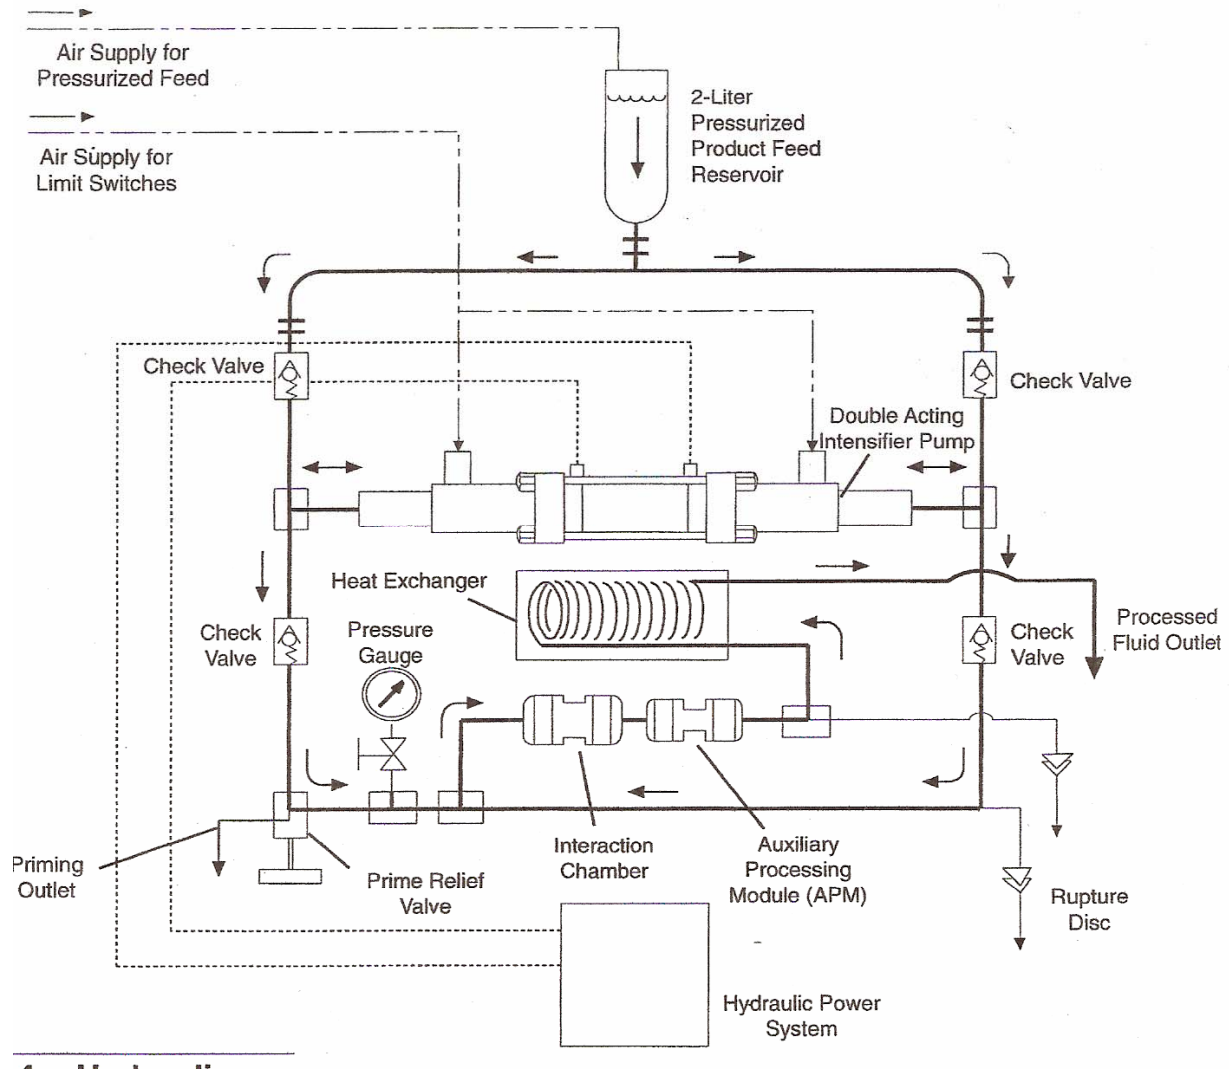 Air Supply for
Pressurized Feed
2-Liter
Pressurized
Product Feed
Reservoir
Air Supply for
Limit Switches
Check Valve
Check Valve
Double Acting
Intensifier Pump
Heat Exchanger
Check
Valve
Pressure
Gauge
Check
Valve
Processed
Fluid Outlet
Priming
Outlet
Prime Relief
Valve
Interaction
Chamber
Auxiliary
Processing
Module (APM)
Rupture
Disc
Hydraulic Power
System